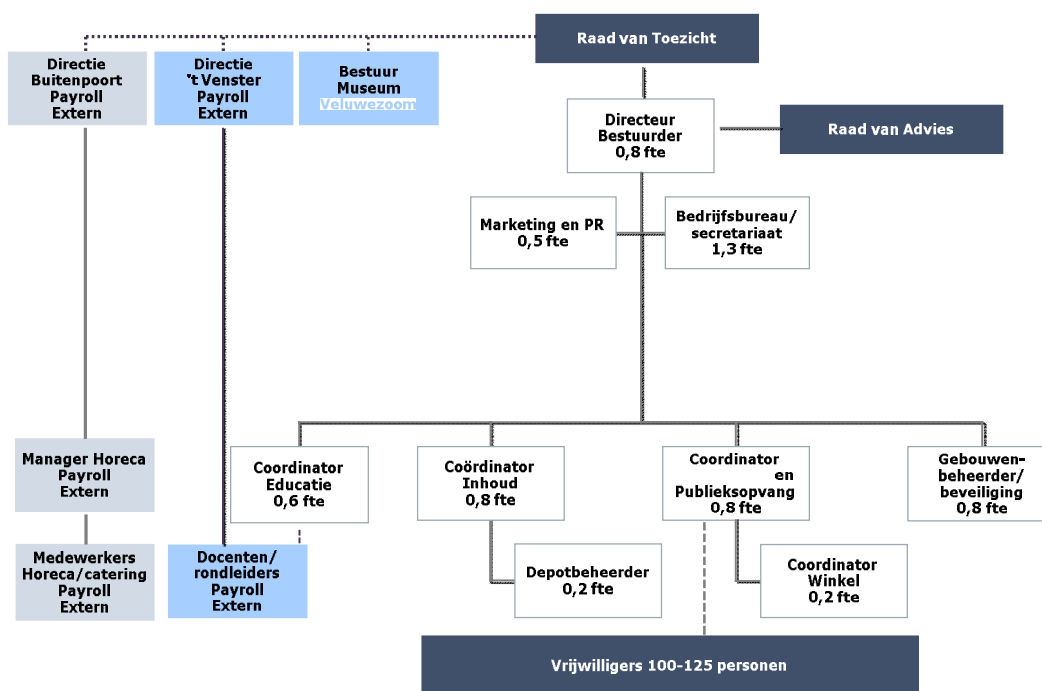 Raad van Toezicht
Directie
Buitenpoort
Payroll
Extern
Directie
't Venster
Payroll
Extern
Bestuur
Museum
Veluwezoom
Directeur
Bestuurder
0,8 fte
Raad van Advies
Marketing en PR
0,5 fte
Bedrijfsbureau/
secretariaat
1,3 fte
Manager Horeca
Payroll
Extern
Coordinator
Educatie
0,6 fte
Coördinator
Inhoud
0,8 fte
Coordinator
en
Publieksopvang
0,8 fte
Gebouwen-
beheerder/
beveiliging
0,8 fte
Medewerkers
Horeca/catering
Payroll
Extern
Docenten/
rondleiders
Payroll
Extern
Depotbeheerder
0,2 fte
Coordinator
Winkel
0,2 fte
Vrijwilligers 100-125 personen